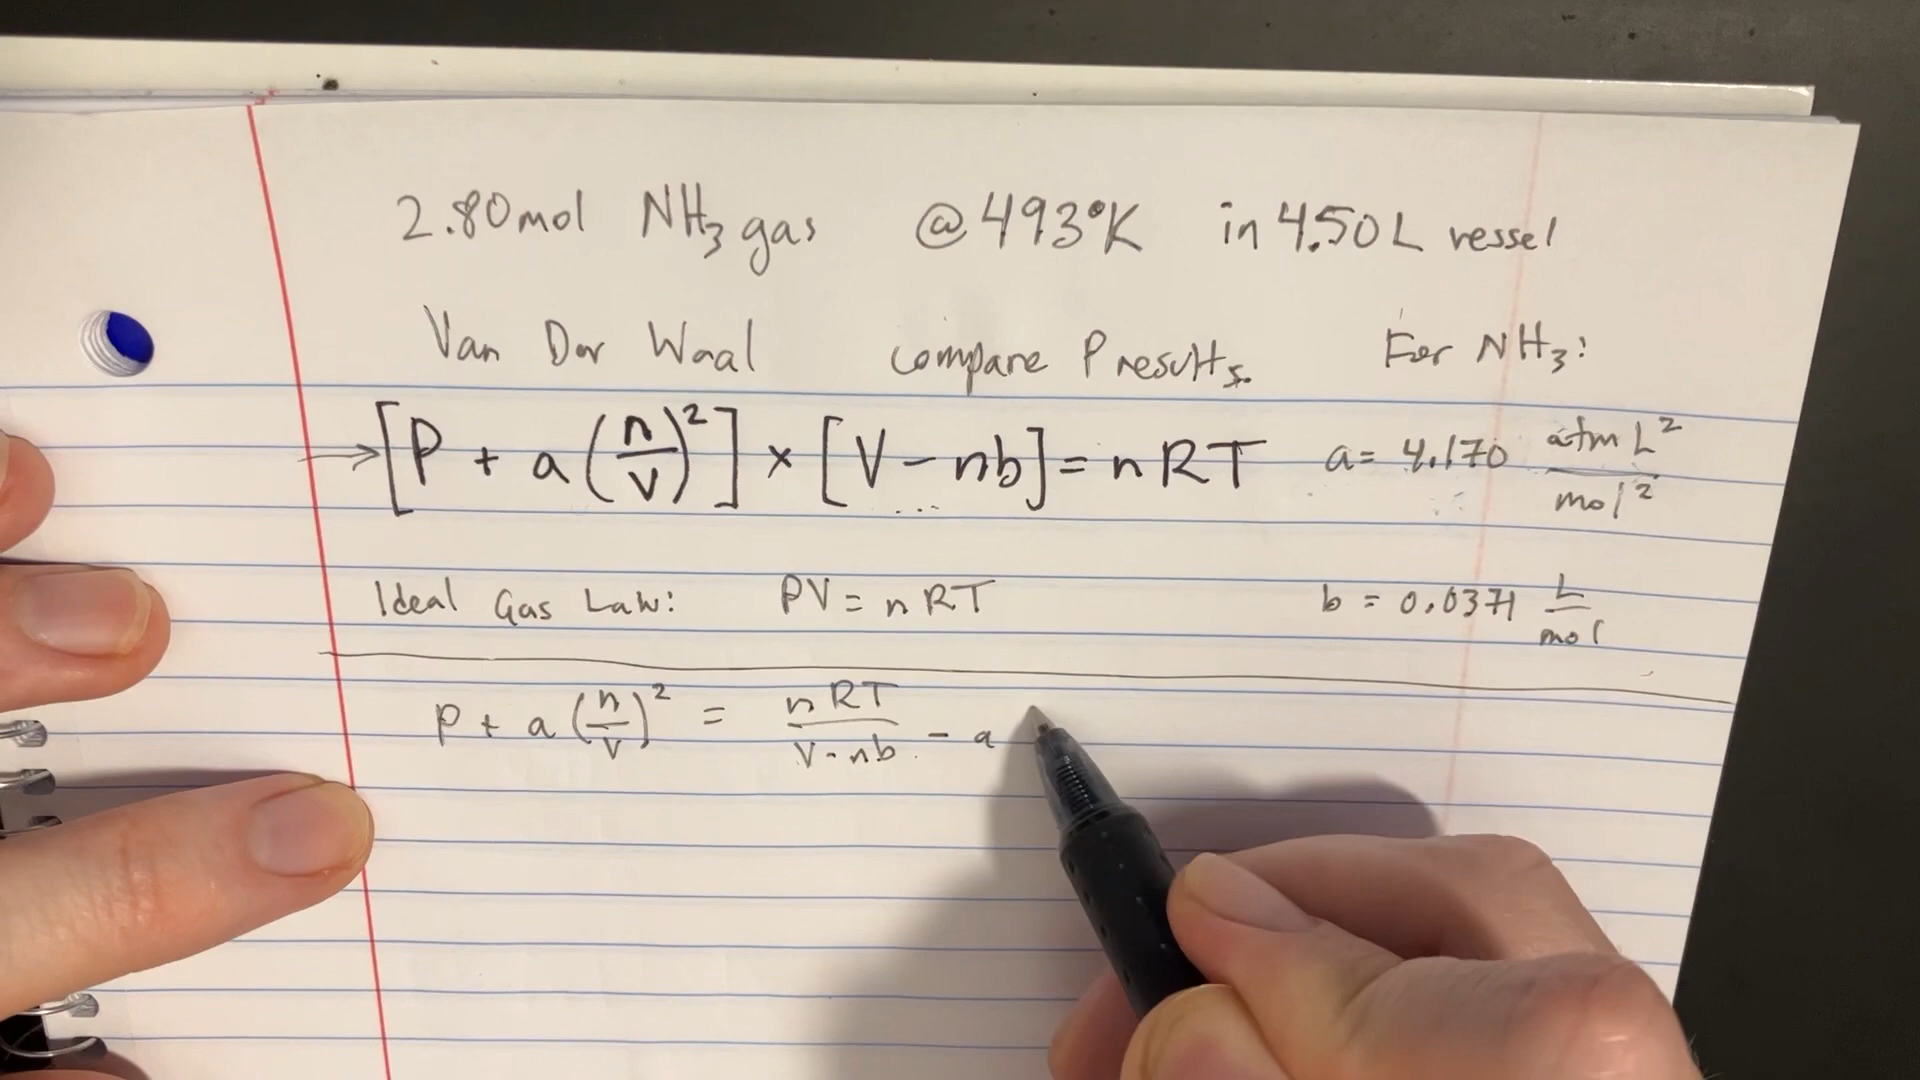 2.80mol NH₃ gas @ 493°K in 4.50L vessel
Van Der Waal compare P results. For NH₃:
→ [P + a(n/v)²] × [V - nb] = nRT a = 4.170 atm L²/mol²
Ideal Gas Law: PV = nRT b = 0.0371 L/mol
P + a(n/v)² = nRT/V-nb - a